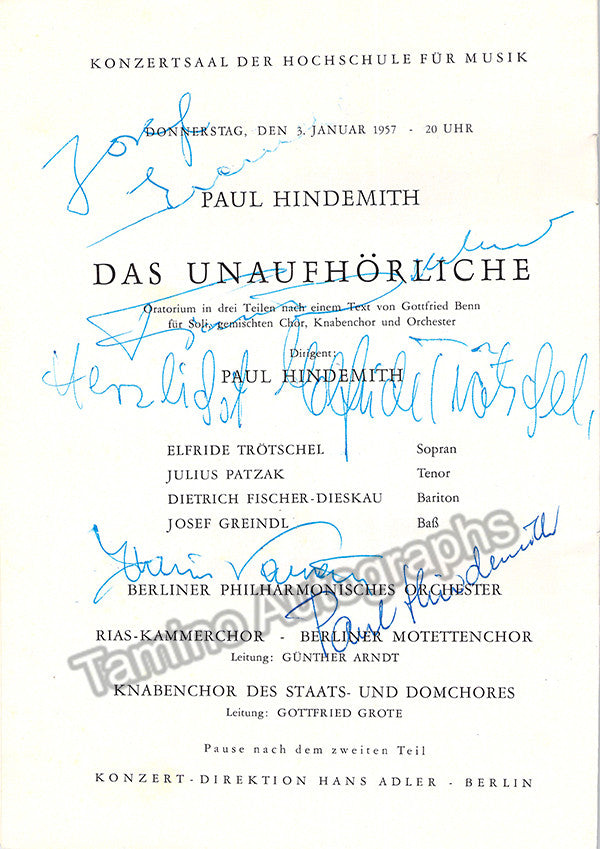 KONZERTSAAL DER HOCHSCHULE FÜR MUSIK
Josef
DONNERSTAG, DEN 3. JANUAR 1957 - 20 UHR
Greindl
PAUL HINDEMITH
DAS UNAUFHÖRLICHE
Oratorium in drei Teilen nach einem Text von Gottfried Benn
für Soli, gemischten Chor, Knabenchor und Orchester
Dirigent:
PAUL HINDEMITH
Herzlichst Elfride Trötschel,
ELFRIDE TRÖTSCHEL Sopran
JULIUS PATZAK Tenor
DIETRICH FISCHER-DIESKAU Bariton
JOSEF GREINDL Baß
BERLINER PHILHARMONISCHES ORCHESTER
Paul Hindemith
RIAS-KAMMERCHOR - BERLINER MOTETTENCHOR
Leitung: GÜNTHER ARNDT
Tamino Autographs
KNABENCHOR DES STAATS- UND DOMCHORES
Leitung: GOTTFRIED GROTE
Pause nach dem zweiten Teil
KONZERT-DIREKTION HANS ADLER - BERLIN